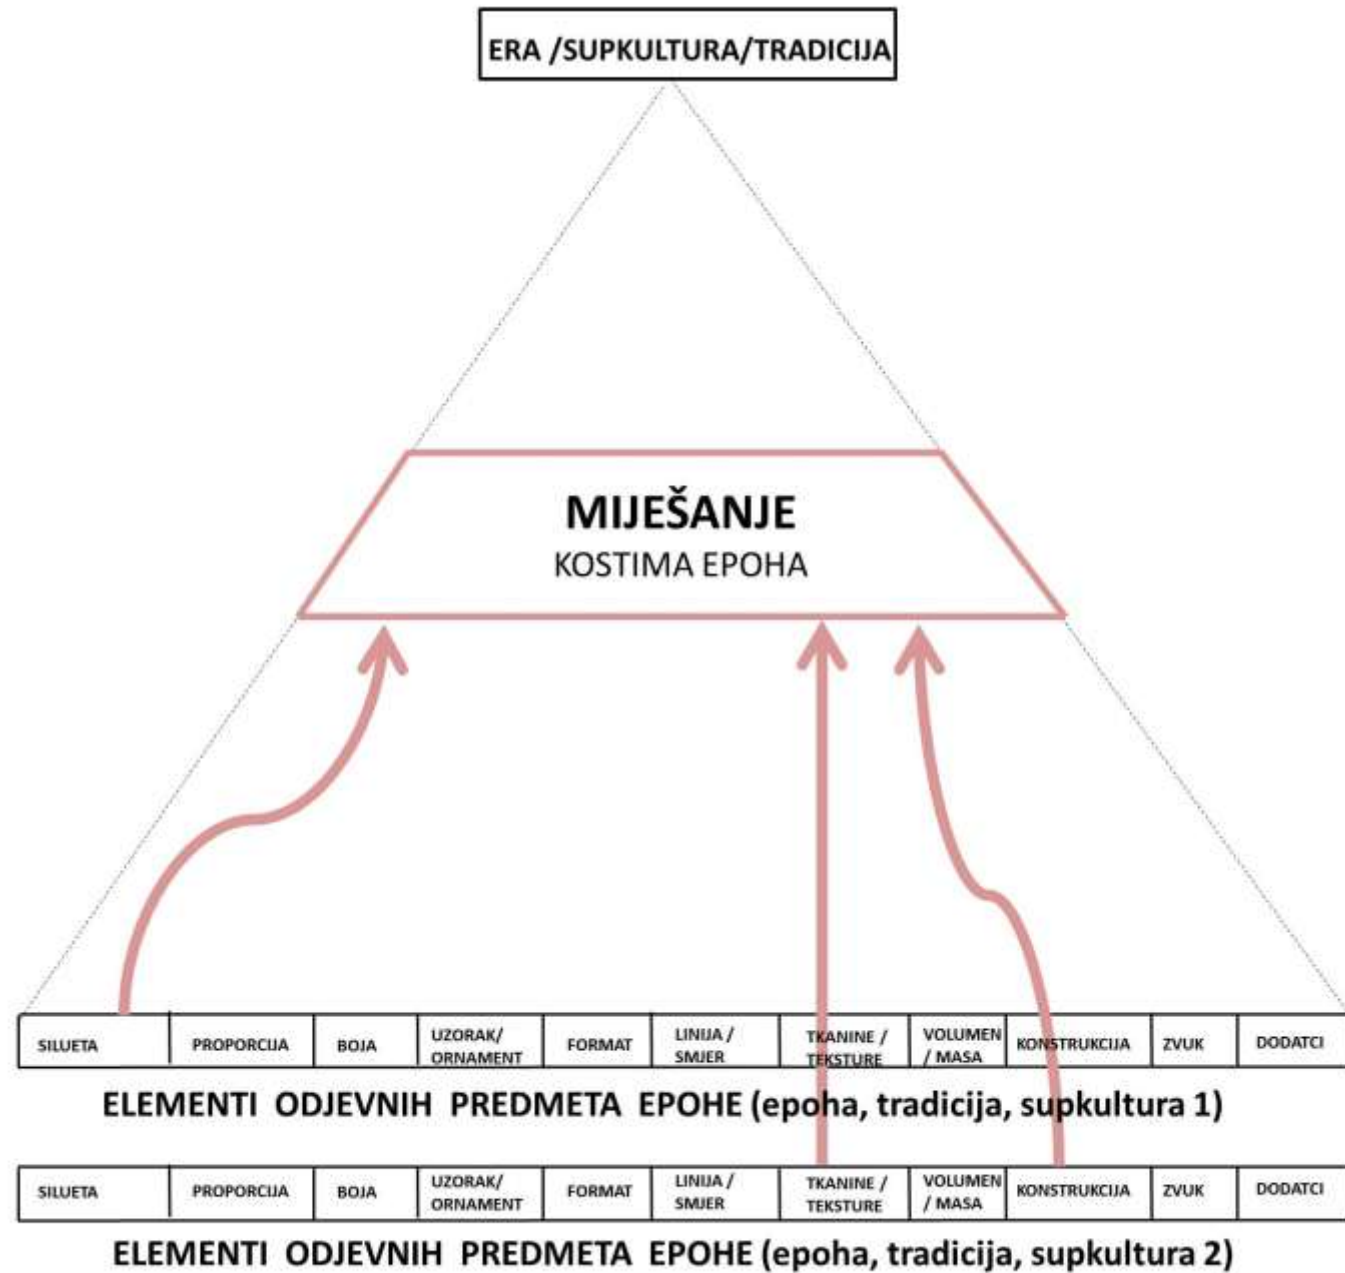 ERA /SUPKULTURA/TRADICIJA
MIJEŠANJE
KOSTIMA EPOHA
SILUETA
PROPORCIJA
BOJA
UZORAK/
ORNAMENT
FORMAT
LINIJA /
SMJER
TKANINE /
TEKSTURE
VOLUMEN
/ MASA
KONSTRUKCIJA
ZVUK
DODATCI
ELEMENTI ODJEVNIH PREDMETA EPOHE (epoha, tradicija, supkultura 1)
SILUETA
PROPORCIJA
BOJA
UZORAK/
ORNAMENT
FORMAT
LINIJA /
SMJER
TKANINE /
TEKSTURE
VOLUMEN
/ MASA
KONSTRUKCIJA
ZVUK
DODATCI
ELEMENTI ODJEVNIH PREDMETA EPOHE (epoha, tradicija, supkultura 2)